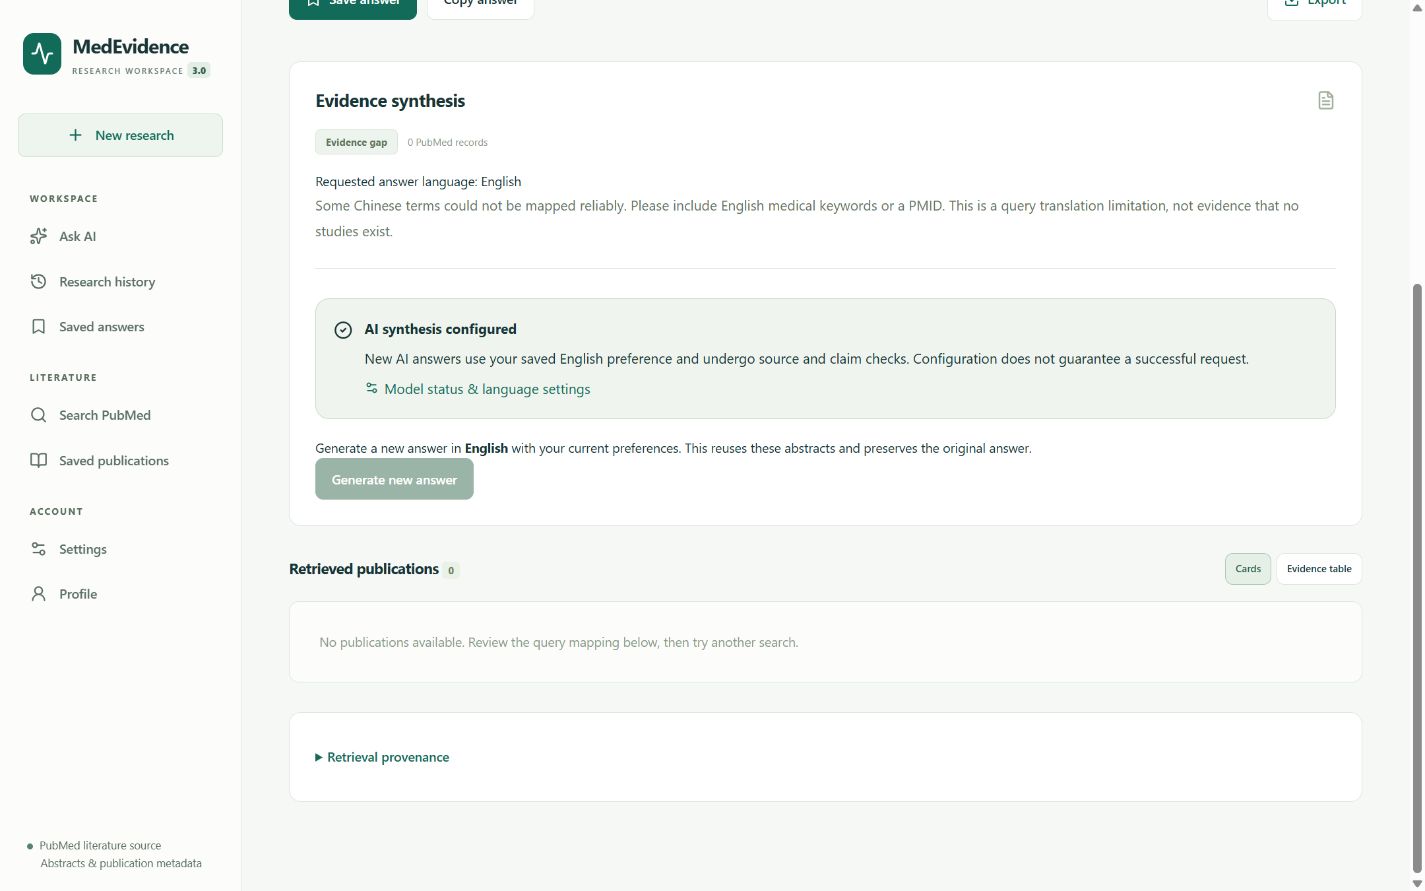 MedEvidence
RESEARCH WORKSPACE 3.0
New research
WORKSPACE
Ask AI
Research history
Saved answers
LITERATURE
Search PubMed
Saved publications
ACCOUNT
Settings
Profile
PubMed literature source
Abstracts & publication metadata
Save answer
Copy answer
Export
Evidence synthesis
Evidence gap 0 PubMed records
Requested answer language: English
Some Chinese terms could not be mapped reliably. Please include English medical keywords or a PMID. This is a query translation limitation, not evidence that no
studies exist.
AI synthesis configured
New AI answers use your saved English preference and undergo source and claim checks. Configuration does not guarantee a successful request.
Model status & language settings
Generate a new answer in English with your current preferences. This reuses these abstracts and preserves the original answer.
Generate new answer
Retrieved publications 0
Cards
Evidence table
No publications available. Review the query mapping below, then try another search.
Retrieval provenance